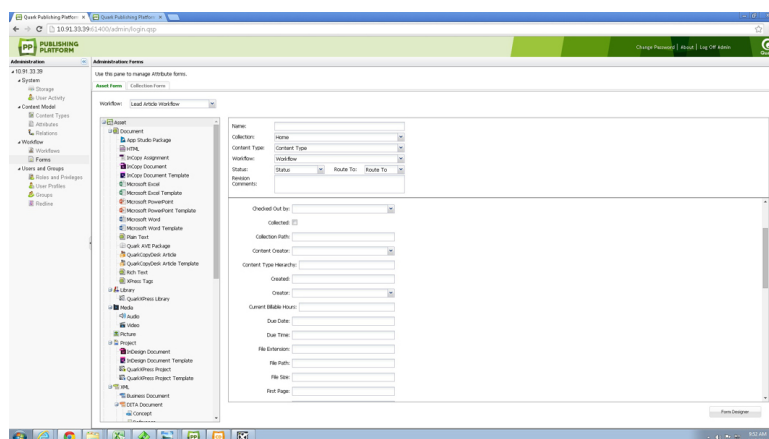 Quark Publishing Platform
Quark Publishing Platform
10.91.33.39:61400/admin/login.qsp
PP PUBLISHING PLATFORM
Change Password | About | Log Off Admin
Administration
Administration: Forms
10.91.33.39
System
Storage
User Activity
Content Model
Content Types
Attributes
Relations
Workflow
Workflows
Forms
Users and Groups
Roles and Privileges
User Profiles
Groups
Redline
Use this pane to manage Attribute forms.
Asset Form Collection Form
Workflow: Lead Article Workflow
Asset
Document
App Studio Package
HTML
InCopy Assignment
InCopy Document
InCopy Document Template
Microsoft Excel
Microsoft Excel Template
Microsoft PowerPoint
Microsoft PowerPoint Template
Microsoft Word
Microsoft Word Template
Plain Text
Quark AVE Package
QuarkCopyDesk Article
QuarkCopyDesk Article Template
Rich Text
XPress Tags
Library
QuarkXPress Library
Media
Audio
Video
Picture
Project
InDesign Document
InDesign Document Template
QuarkXPress Project
QuarkXPress Project Template
XML
Business Document
DITA Document
Concept
Name:
Collection: Home
Content Type: Content Type
Workflow: Workflow
Status: Status Route To: Route To
Revision Comments:
Checked Out by:
Collected:
Collection Path:
Content Creator:
Content Type Hierarchy:
Created:
Creator:
Current Billable Hours:
Due Date:
Due Time:
File Extension:
File Path:
File Size:
First Page:
Form Designer
9:02 AM